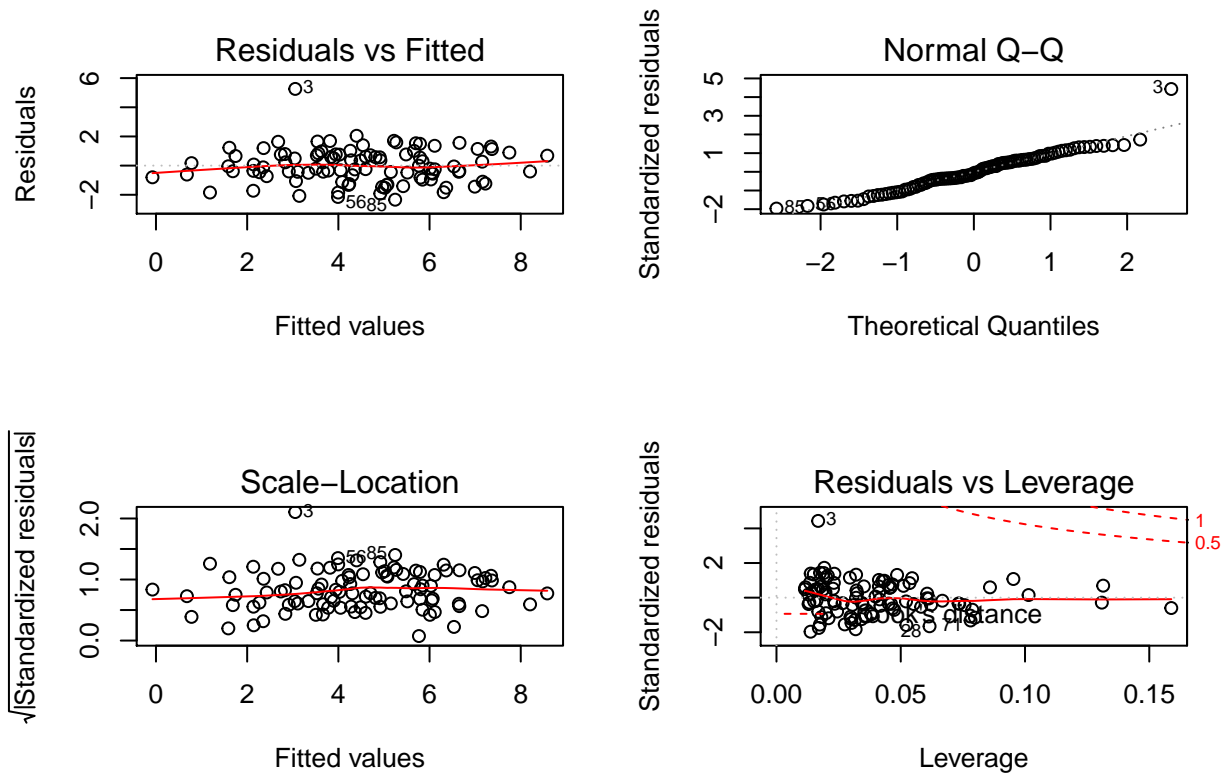 Residuals vs Fitted
Residuals
6
2
−2
3
56
85
0 2 4 6 8
Fitted values
Normal Q−Q
Standardized residuals
5
1
−2
3
85
−2 −1 0 1 2
Theoretical Quantiles
Scale−Location
√|Standardized residuals|
2.0
1.0
0.0
3
56
85
0 2 4 6 8
Fitted values
Residuals vs Leverage
Standardized residuals
2
−2
3
1
0.5
distance
28
71
0.00 0.05 0.10 0.15
Leverage